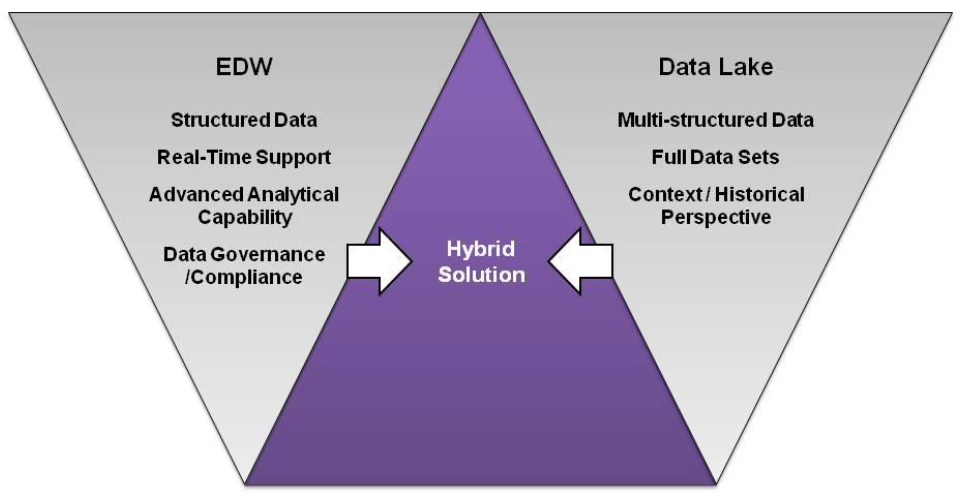 EDW
Structured Data
Real-Time Support
Advanced Analytical
Capability
Data Governance
/Compliance
Hybrid
Solution
Data Lake
Multi-structured Data
Full Data Sets
Context / Historical
Perspective